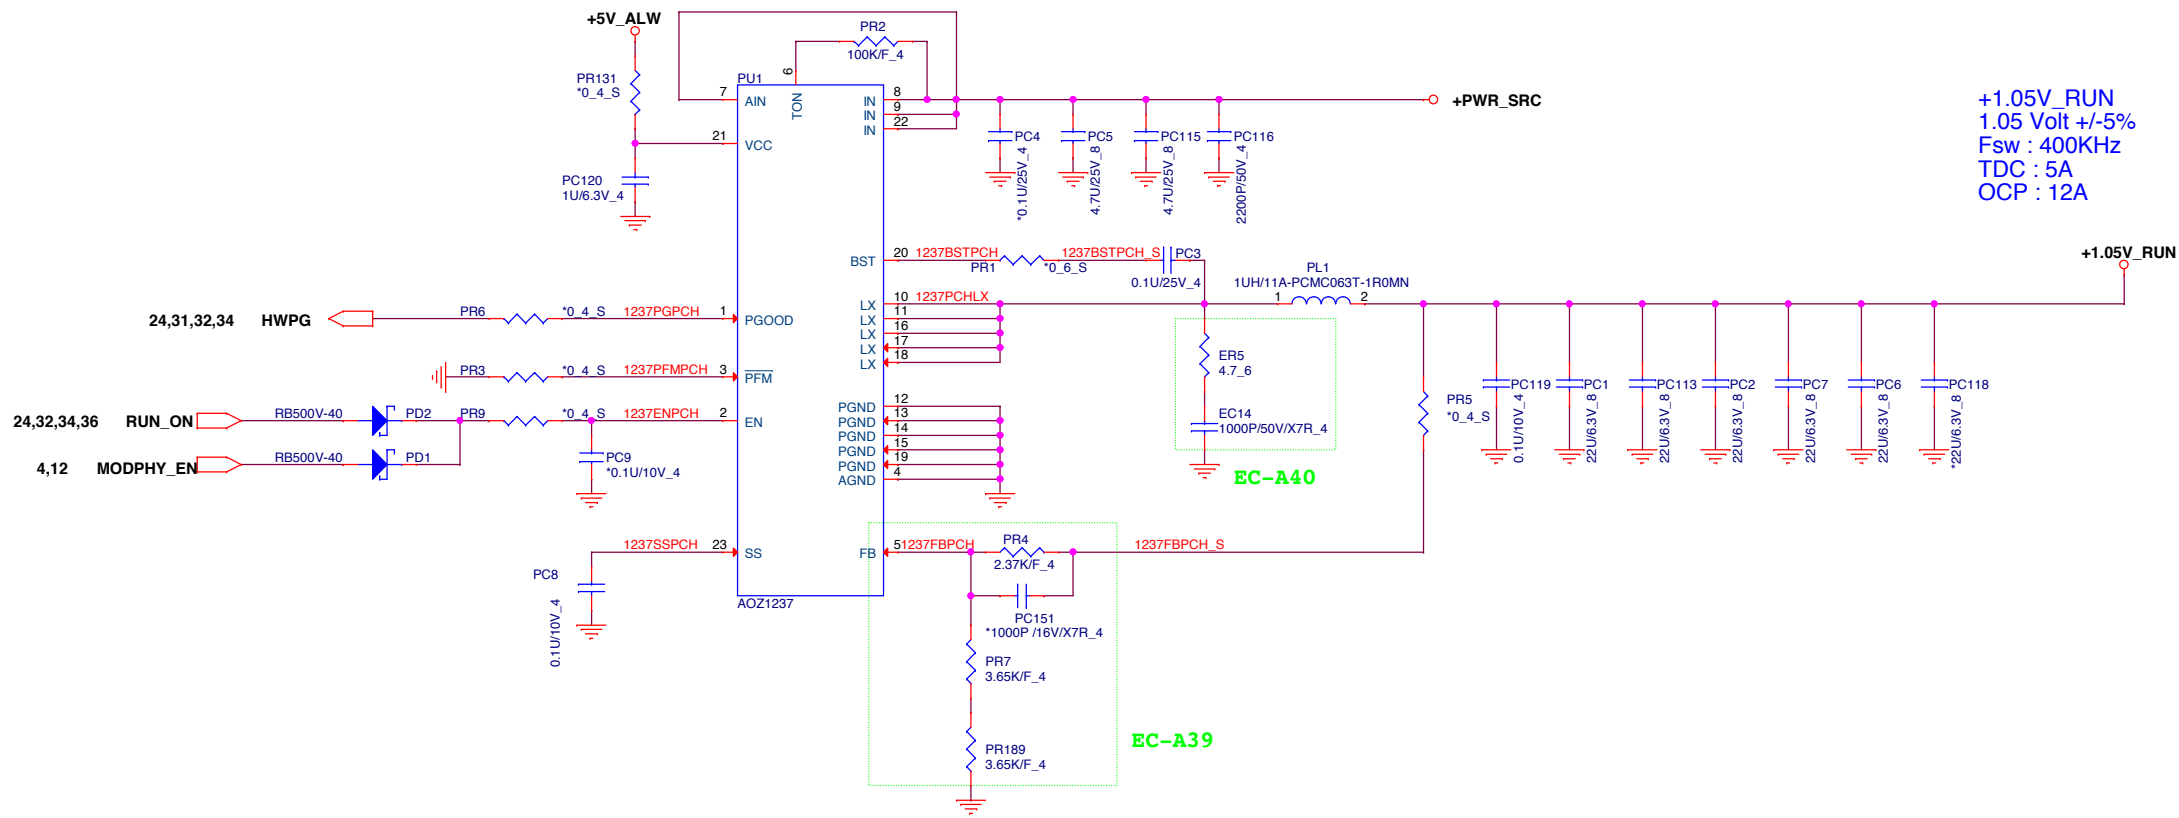 +5V_ALW
PR131
*0_4_S
PC120
1U/6.3V_4
PR2
100K/F_4
PU1
6
TON
7
AIN
21
VCC
8
IN
9
IN
22
IN
+PWR_SRC
PC4
*0.1U/25V_4
PC5
4.7U/25V_8
PC115
4.7U/25V_8
PC116
2200P/50V_4
+1.05V_RUN
1.05 Volt +/-5%
Fsw : 400KHz
TDC : 5A
OCP : 12A
BST
20
1237BSTPCH
PR1
*0_6_S
1237BSTPCH_S
PC3
0.1U/25V_4
PL1
1UH/11A-PCMC063T-1R0MN
1
2
+1.05V_RUN
LX
10
1237PCHLX
LX
11
LX
16
LX
17
LX
18
24,31,32,34
HWPG
PR6
*0_4_S
1237PGPCH
1
PGOOD
PR3
*0_4_S
1237PFMPCH
3
PFM
24,32,34,36
RUN_ON
RB500V-40
PD2
PR9
*0_4_S
1237ENPCH
2
EN
4,12
MODPHY_EN
RB500V-40
PD1
PC9
*0.1U/10V_4
PGND
12
PGND
13
PGND
14
PGND
15
PGND
19
AGND
4
ER5
4.7_6
EC14
1000P/50V/X7R_4
EC-A40
PR5
*0_4_S
PC119
0.1U/10V_4
PC1
22U/6.3V_8
PC113
22U/6.3V_8
PC2
22U/6.3V_8
PC7
22U/6.3V_8
PC6
22U/6.3V_8
PC118
*22U/6.3V_8
1237SSPCH
23
SS
PC8
0.1U/10V_4
AOZ1237
FB
5
1237FBPCH
PR4
2.37K/F_4
1237FBPCH_S
PC151
*1000P /16V/X7R_4
PR7
3.65K/F_4
PR189
3.65K/F_4
EC-A39